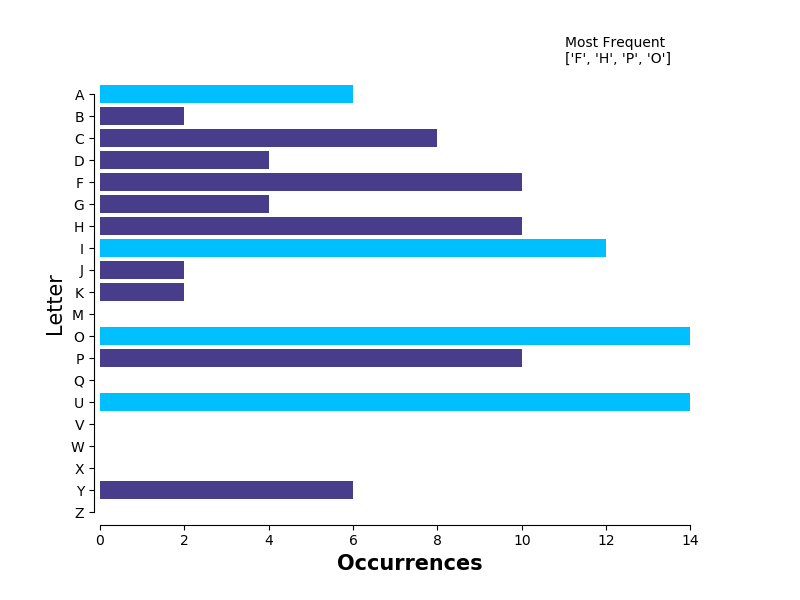 Most Frequent
['F', 'H', 'P', 'O']
A
B
C
D
F
G
H
I
J
K
M
O
P
Q
U
V
W
X
Y
Z
Letter
0 2 4 6 8 10 12 14
Occurrences